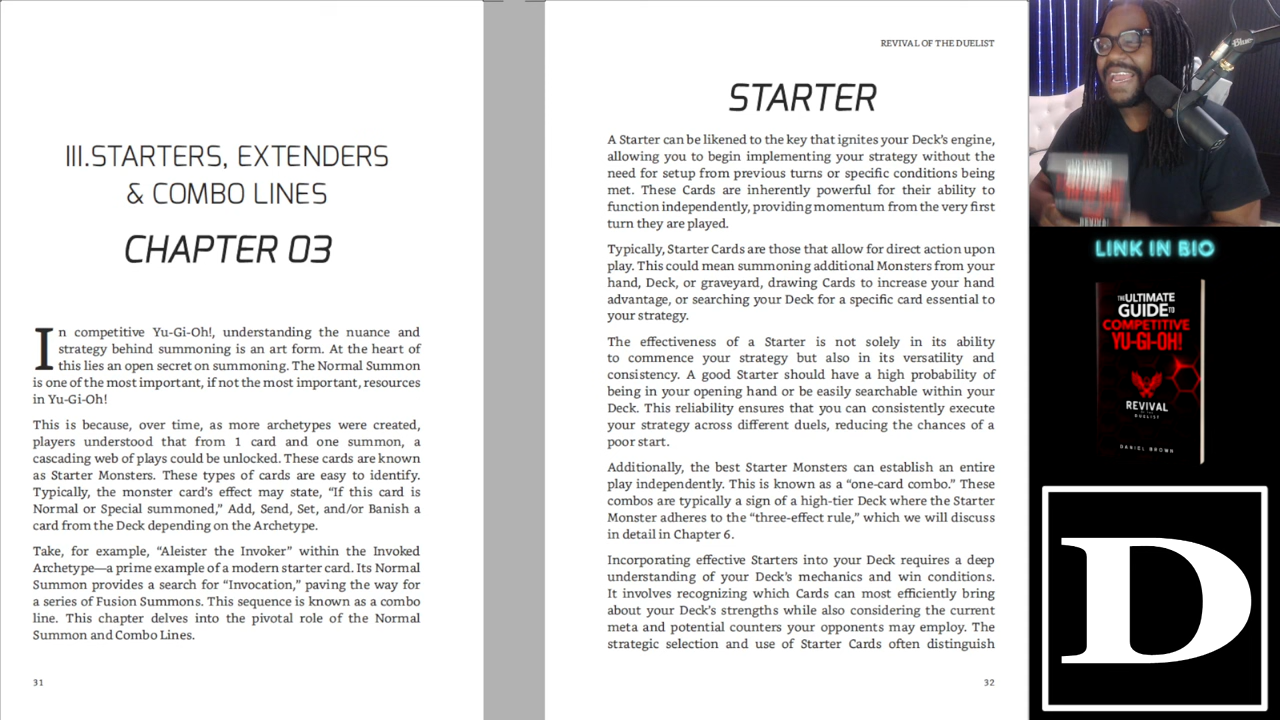 III.STARTERS, EXTENDERS
& COMBO LINES
CHAPTER 03
In competitive Yu-Gi-Oh!, understanding the nuance and
strategy behind summoning is an art form. At the heart of
this lies an open secret on summoning. The Normal Summon
is one of the most important, if not the most important, resources
in Yu-Gi-Oh!
This is because, over time, as more archetypes were created,
players understood that from 1 card and one summon, a
cascading web of plays could be unlocked. These cards are known
as Starter Monsters. These types of cards are easy to identify.
Typically, the monster card's effect may state, "If this card is
Normal or Special summoned," Add, Send, Set, and/or Banish a
card from the Deck depending on the Archetype.
Take, for example, "Aleister the Invoker" within the Invoked
Archetype—a prime example of a modern starter card. Its Normal
Summon provides a search for "Invocation," paving the way for
a series of Fusion Summons. This sequence is known as a combo
line. This chapter delves into the pivotal role of the Normal
Summon and Combo Lines.
31
REVIVAL OF THE DUELIST
STARTER
A Starter can be likened to the key that ignites your Deck's engine,
allowing you to begin implementing your strategy without the
need for setup from previous turns or specific conditions being
met. These Cards are inherently powerful for their ability to
function independently, providing momentum from the very first
turn they are played.
Typically, Starter Cards are those that allow for direct action upon
play. This could mean summoning additional Monsters from your
hand, Deck, or graveyard, drawing Cards to increase your hand
advantage, or searching your Deck for a specific card essential to
your strategy.
The effectiveness of a Starter is not solely in its ability
to commence your strategy but also in its versatility and
consistency. A good Starter should have a high probability of
being in your opening hand or be easily searchable within your
Deck. This reliability ensures that you can consistently execute
your strategy across different duels, reducing the chances of a
poor start.
Additionally, the best Starter Monsters can establish an entire
play independently. This is known as a "one-card combo." These
combos are typically a sign of a high-tier Deck where the Starter
Monster adheres to the "three-effect rule," which we will discuss
in detail in Chapter 6.
Incorporating effective Starters into your Deck requires a deep
understanding of your Deck's mechanics and win conditions.
It involves recognizing which Cards can most efficiently bring
about your Deck's strengths while also considering the current
meta and potential counters your opponents may employ. The
strategic selection and use of Starter Cards often distinguish
32
Blue
LINK IN BIO
THE ULTIMATE
GUIDE TO
COMPETITIVE
YU-GI-OH!
REVIVAL
DUELIST
DANIEL BROWN
D